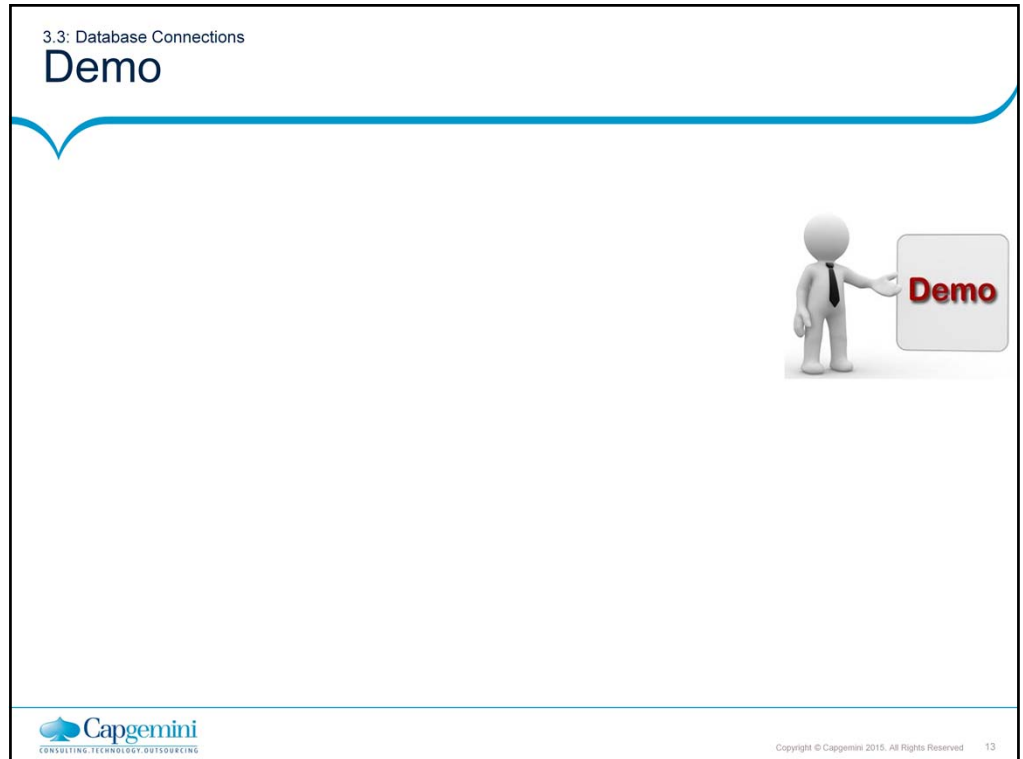 3.3: Database Connections
Demo
Demo
Capgemini
CONSULTING.TECHNOLOGY.OUTSOURCING
Copyright © Capgemini 2015. All Rights Reserved 13